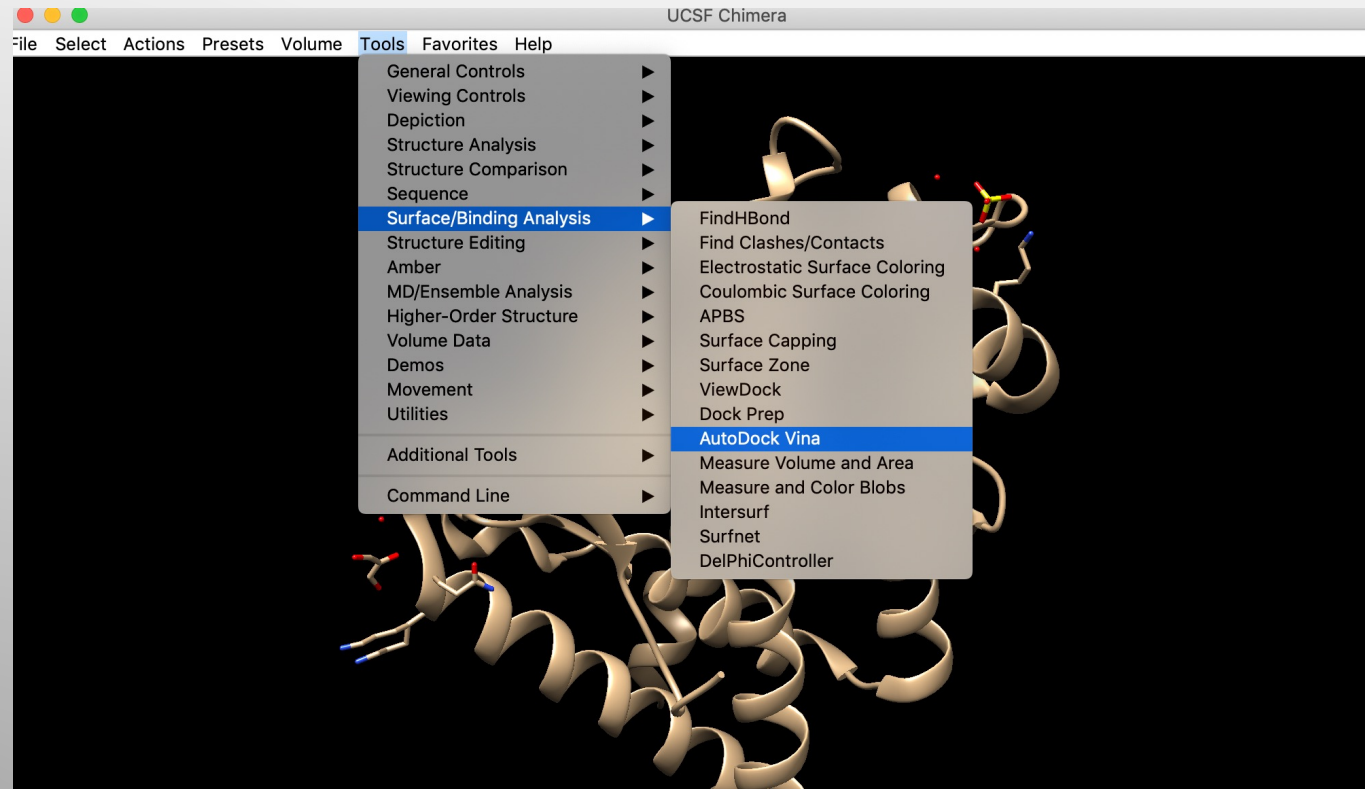 UCSF Chimera
File Select Actions Presets Volume Tools Favorites Help
General Controls
Viewing Controls
Depiction
Structure Analysis
Structure Comparison
Sequence
Surface/Binding Analysis
Structure Editing
Amber
MD/Ensemble Analysis
Higher-Order Structure
Volume Data
Demos
Movement
Utilities
Additional Tools
Command Line
FindHBond
Find Clashes/Contacts
Electrostatic Surface Coloring
Coulombic Surface Coloring
APBS
Surface Capping
Surface Zone
ViewDock
Dock Prep
AutoDock Vina
Measure Volume and Area
Measure and Color Blobs
Intersurf
Surfnet
DelPhiController